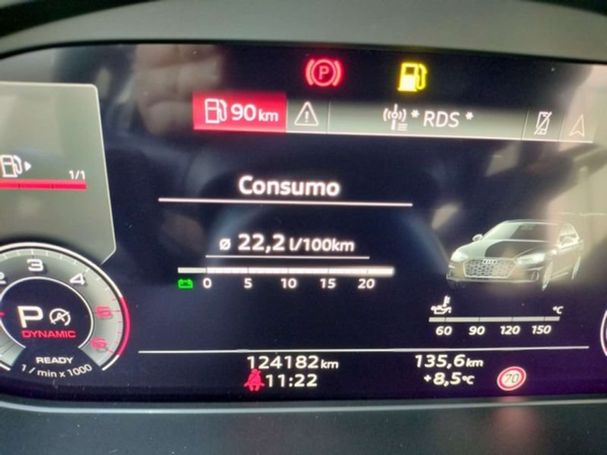 P
90 km
* RDS *
1/1
Consumo
ø 22,2 l/100km
0 5 10 15 20
2 3 4 5 6
P A
DYNAMIC
READY
1 / min x 1000
60 90 120 150 °C
124182 km 135,6 km
11:22 +8,5 °C 70